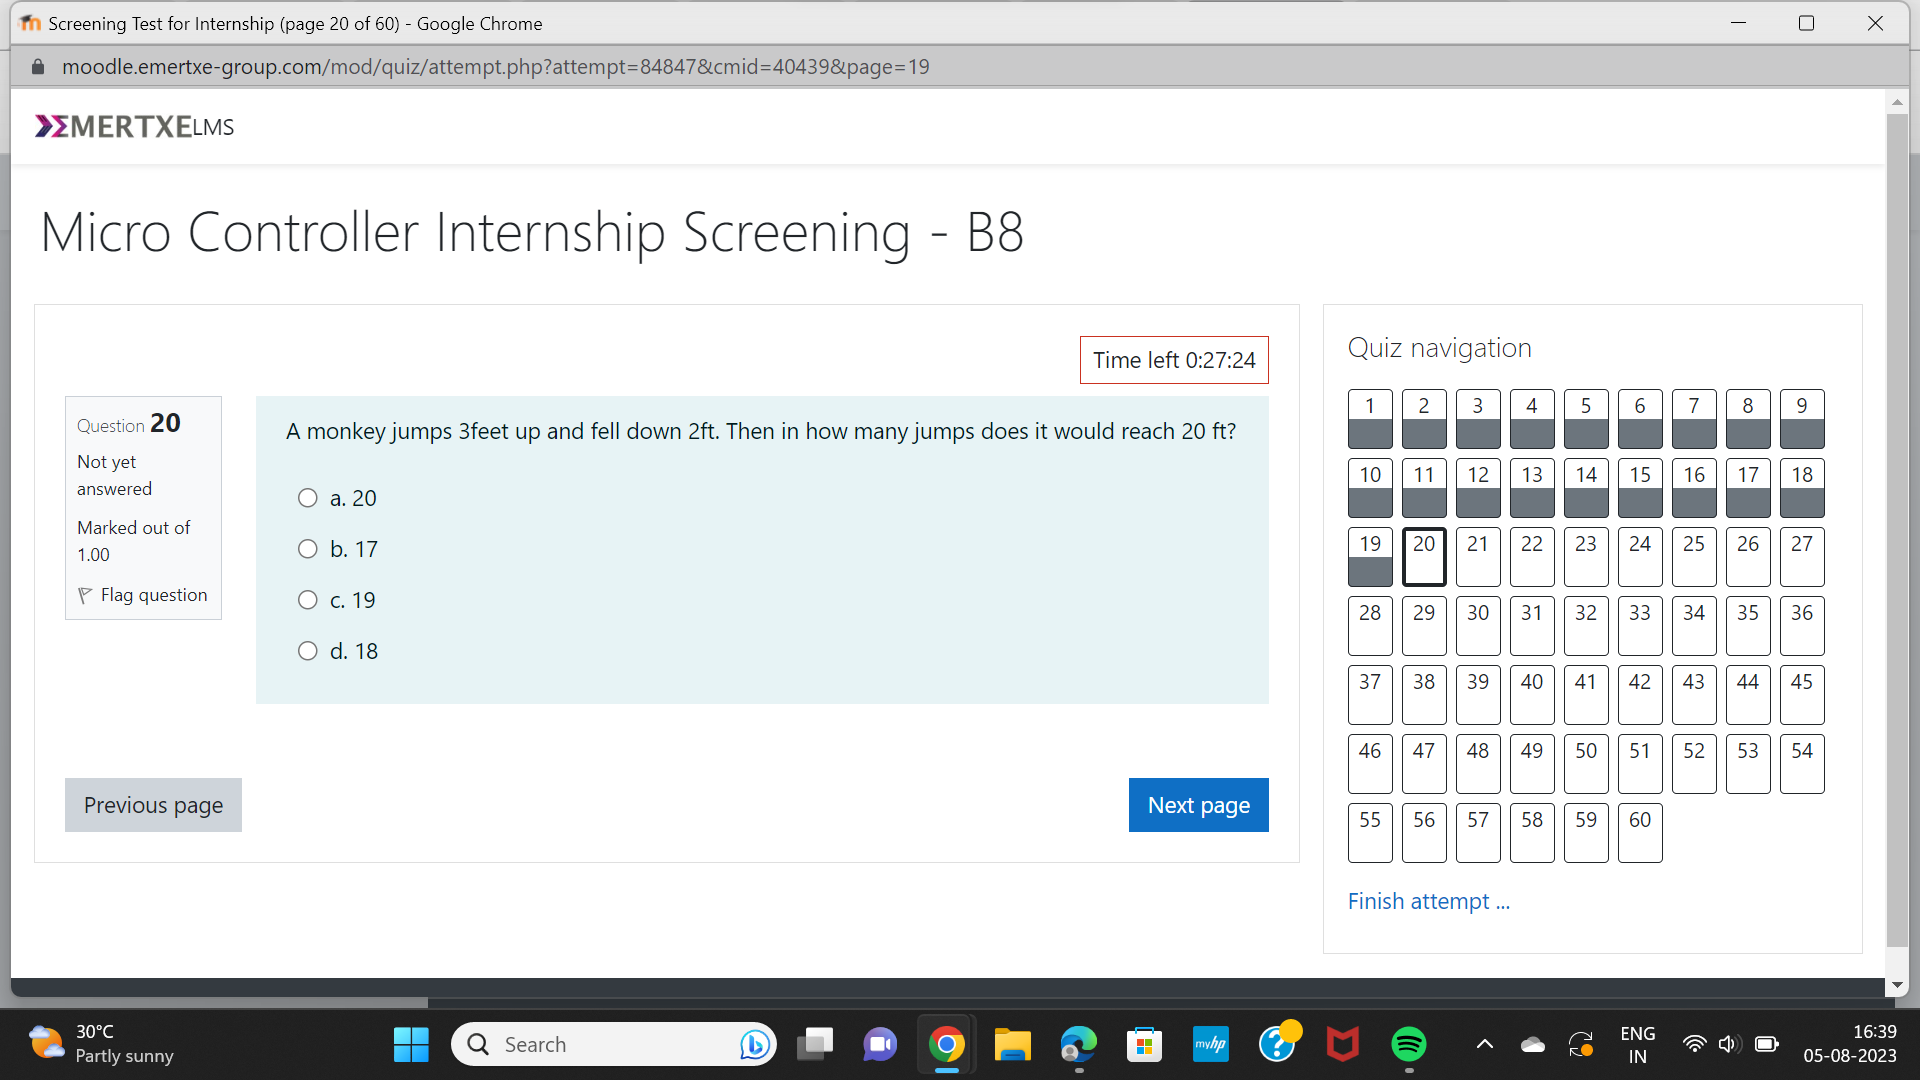 Screening Test for Internship (page 20 of 60) - Google Chrome
moodle.emertxe-group.com/mod/quiz/attempt.php?attempt=84847&cmid=40439&page=19
EMERTXE LMS
Micro Controller Internship Screening - B8
Time left 0:27:24
Question 20
Not yet
answered
Marked out of
1.00
Flag question
A monkey jumps 3feet up and fell down 2ft. Then in how many jumps does it would reach 20 ft?
a. 20
b. 17
c. 19
d. 18
Previous page
Next page
Quiz navigation
1 2 3 4 5 6 7 8 9
10 11 12 13 14 15 16 17 18
19 20 21 22 23 24 25 26 27
28 29 30 31 32 33 34 35 36
37 38 39 40 41 42 43 44 45
46 47 48 49 50 51 52 53 54
55 56 57 58 59 60
Finish attempt ...
30°C
Partly sunny
Search
myhp
ENG
IN
16:39
05-08-2023